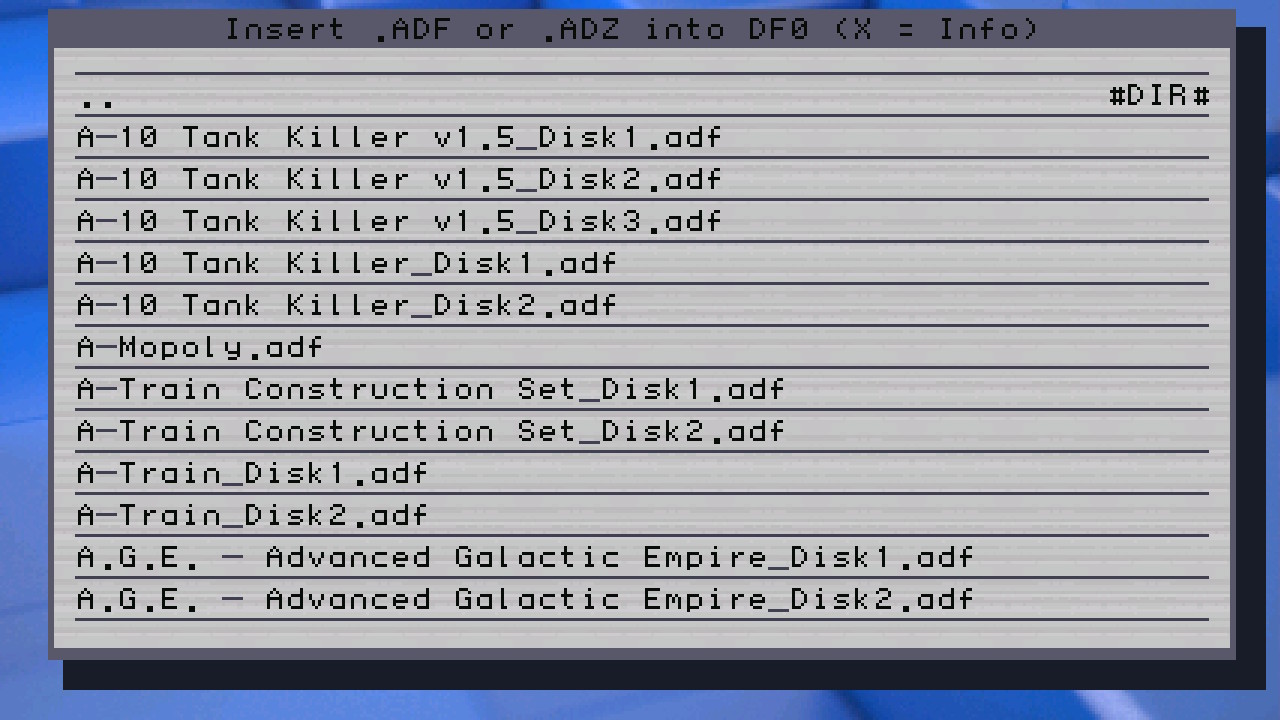 Insert .ADF or .ADZ into DF0 (X = Info)
.. #DIR#
A-10 Tank Killer v1.5_Disk1.adf
A-10 Tank Killer v1.5_Disk2.adf
A-10 Tank Killer v1.5_Disk3.adf
A-10 Tank Killer_Disk1.adf
A-10 Tank Killer_Disk2.adf
A-Mopoly.adf
A-Train Construction Set_Disk1.adf
A-Train Construction Set_Disk2.adf
A-Train_Disk1.adf
A-Train_Disk2.adf
A.G.E. - Advanced Galactic Empire_Disk1.adf
A.G.E. - Advanced Galactic Empire_Disk2.adf